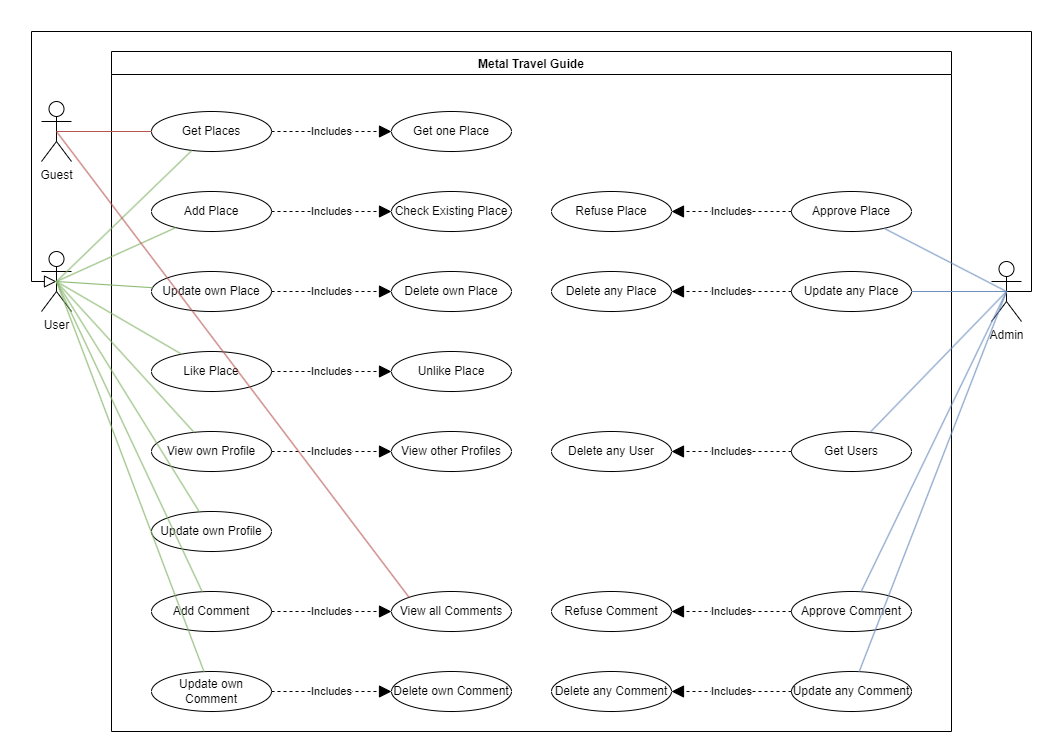 Metal Travel Guide
Guest
Get Places
Includes
Get one Place
Add Place
Includes
Check Existing Place
Refuse Place
Includes
Approve Place
User
Update own Place
Includes
Delete own Place
Delete any Place
Includes
Update any Place
Admin
Like Place
Includes
Unlike Place
View own Profile
Includes
View other Profiles
Delete any User
Includes
Get Users
Update own Profile
Add Comment
Includes
View all Comments
Refuse Comment
Includes
Approve Comment
Update own
Comment
Includes
Delete own Comment
Delete any Comment
Includes
Update any Comment